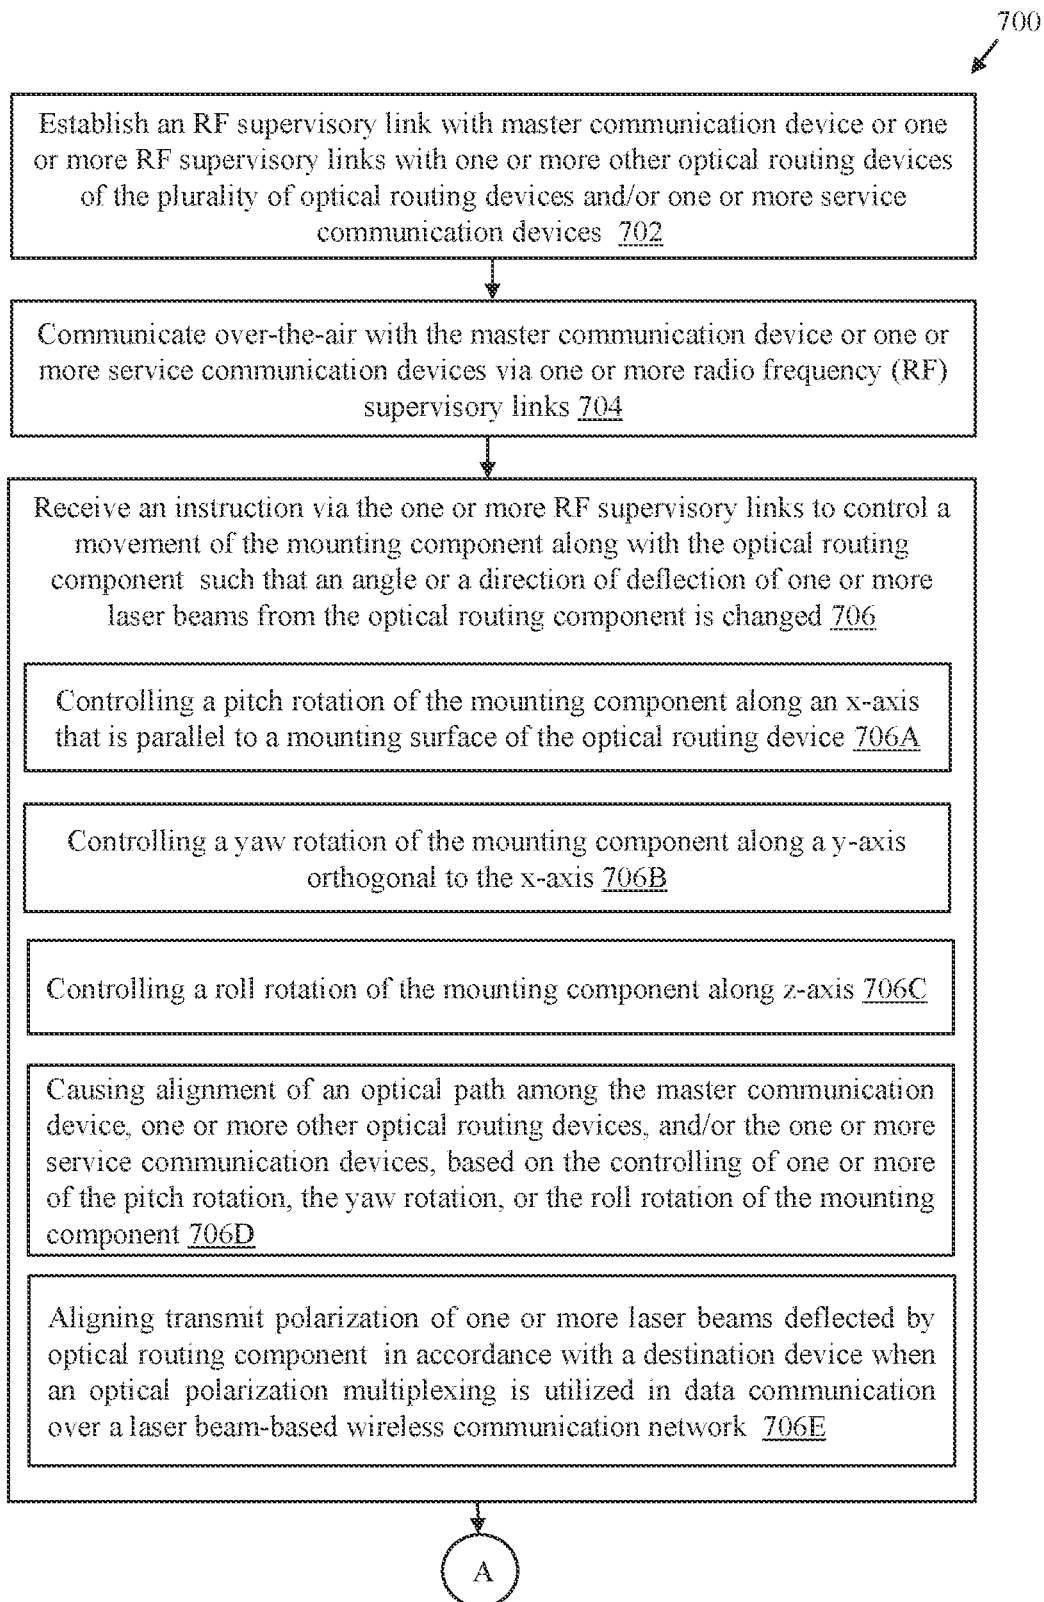 700
Establish an RF supervisory link with master communication device or one
or more RF supervisory links with one or more other optical routing devices
of the plurality of optical routing devices and/or one or more service
communication devices 702
Communicate over-the-air with the master communication device or one or
more service communication devices via one or more radio frequency (RF)
supervisory links 704
Receive an instruction via the one or more RF supervisory links to control a
movement of the mounting component along with the optical routing
component such that an angle or a direction of deflection of one or more
laser beams from the optical routing component is changed 706
Controlling a pitch rotation of the mounting component along an x-axis
that is parallel to a mounting surface of the optical routing device 706A
Controlling a yaw rotation of the mounting component along a y-axis
orthogonal to the x-axis 706B
Controlling a roll rotation of the mounting component along z-axis 706C
Causing alignment of an optical path among the master communication
device, one or more other optical routing devices, and/or the one or more
service communication devices, based on the controlling of one or more
of the pitch rotation, the yaw rotation, or the roll rotation of the mounting
component 706D
Aligning transmit polarization of one or more laser beams deflected by
optical routing component in accordance with a destination device when
an optical polarization multiplexing is utilized in data communication
over a laser beam-based wireless communication network 706E
A